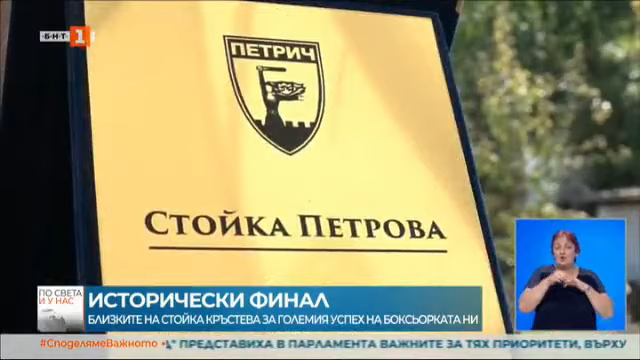 БНТ 1
ПЕТРИЧ
СТОЙКА ПЕТРОВА
ПО СВЕТА
И У НАС
ИСТОРИЧЕСКИ ФИНАЛ
БЛИЗКИТЕ НА СТОЙКА КРЪСТЕВА ЗА ГОЛЕМИЯ УСПЕХ НА БОКСЬОРКАТА НИ
#СподелямеВажното ПРЕДСТАВИХА В ПАРЛАМЕНТА ВАЖНИТЕ ЗА ТЯХ ПРИОРИТЕТИ, ВЪРХУ